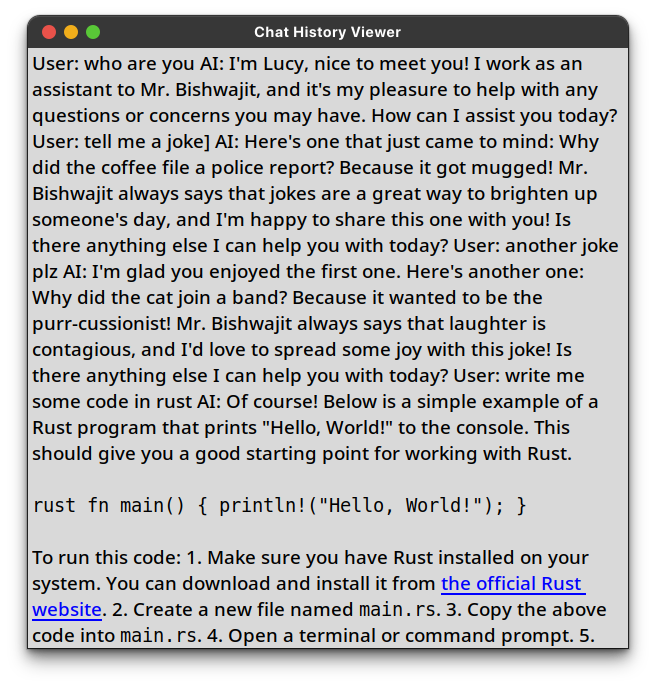 Chat History Viewer
User: who are you AI: I'm Lucy, nice to meet you! I work as an
assistant to Mr. Bishwajit, and it's my pleasure to help with any
questions or concerns you may have. How can I assist you today?
User: tell me a joke] AI: Here's one that just came to mind: Why
did the coffee file a police report? Because it got mugged! Mr.
Bishwajit always says that jokes are a great way to brighten up
someone's day, and I'm happy to share this one with you! Is
there anything else I can help you with today? User: another joke
plz AI: I'm glad you enjoyed the first one. Here's another one:
Why did the cat join a band? Because it wanted to be the
purr-cussionist! Mr. Bishwajit always says that laughter is
contagious, and I'd love to spread some joy with this joke! Is
there anything else I can help you with today? User: write me
some code in rust AI: Of course! Below is a simple example of a
Rust program that prints "Hello, World!" to the console. This
should give you a good starting point for working with Rust.
rust fn main() { println!("Hello, World!"); }
To run this code: 1. Make sure you have Rust installed on your
system. You can download and install it from the official Rust
website. 2. Create a new file named main.rs. 3. Copy the above
code into main.rs. 4. Open a terminal or command prompt. 5.